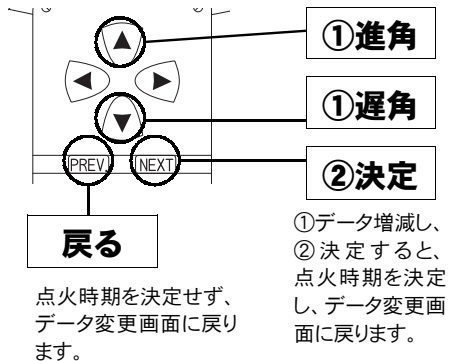 ①進角
①遅角
PREV
NEXT
②決定
戻る
①データ増減し、
②決定すると、
点火時期を決定
し、データ変更画
面に戻ります。
点火時期を決定せず、
データ変更画面に戻り
ます。